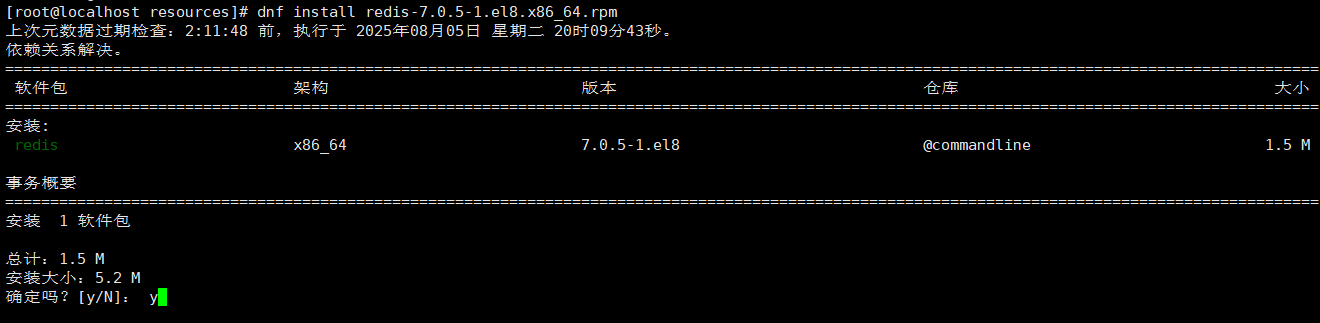 [root@localhost resources]# dnf install redis-7.0.5-1.el8.x86_64.rpm
上次元数据过期检查：2:11:48 前，执行于 2025年08月05日 星期二 20时09分43秒。
依赖关系解决。
================================================================================
软件包 架构 版本 仓库 大小
================================================================================
安装:
redis x86_64 7.0.5-1.el8 @commandline 1.5 M
事务概要
================================================================================
安装 1 软件包
总计：1.5 M
安装大小：5.2 M
确定吗？[y/N]： y